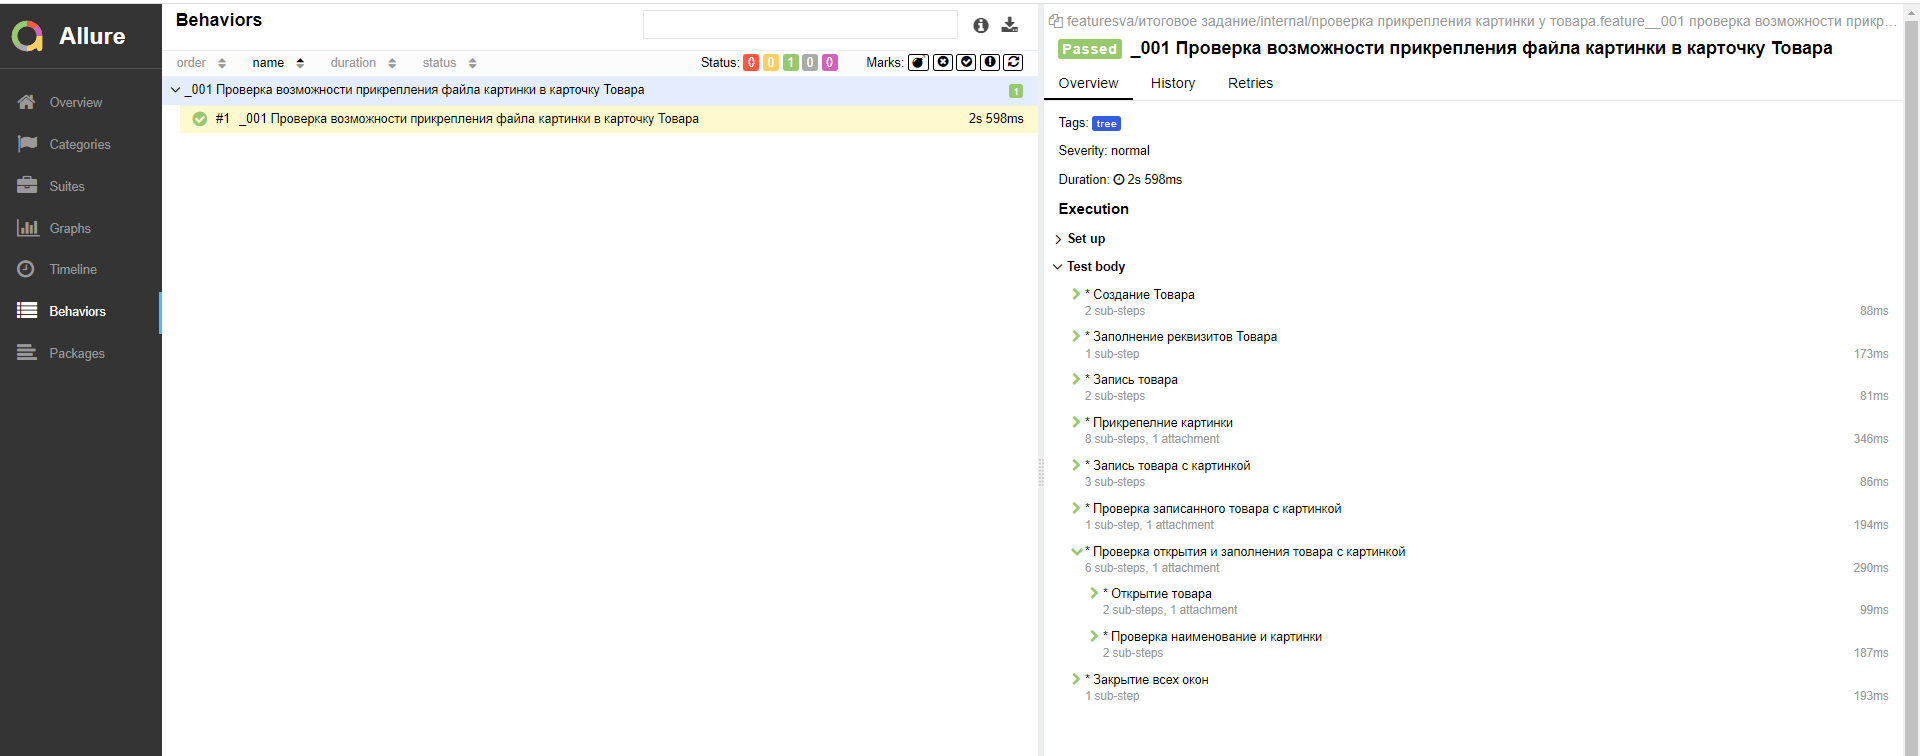 Allure
Overview
Categories
Suites
Graphs
Timeline
Behaviors
Packages
Behaviors
order name duration status Status: 0 0 1 0 0 Marks:
_001 Проверка возможности прикрепления файла картинки в карточку Товара 1
#1 _001 Проверка возможности прикрепления файла картинки в карточку Товара 2s 598ms
featuresva/итоговое задание/internal/проверка прикрепления картинки у товара.feature__001 проверка возможности прикр...
Passed _001 Проверка возможности прикрепления файла картинки в карточку Товара
Overview History Retries
Tags: tree
Severity: normal
Duration: 2s 598ms
Execution
Set up
Test body
* Создание Товара
2 sub-steps 88ms
* Заполнение реквизитов Товара
1 sub-step 173ms
* Запись товара
2 sub-steps 81ms
* Прикрепелние картинки
8 sub-steps, 1 attachment 346ms
* Запись товара с картинкой
3 sub-steps 86ms
* Проверка записанного товара с картинкой
1 sub-step, 1 attachment 194ms
* Проверка открытия и заполнения товара с картинкой
6 sub-steps, 1 attachment 290ms
* Открытие товара
2 sub-steps, 1 attachment 99ms
* Проверка наименование и картинки
2 sub-steps 187ms
* Закрытие всех окон
1 sub-step 193ms